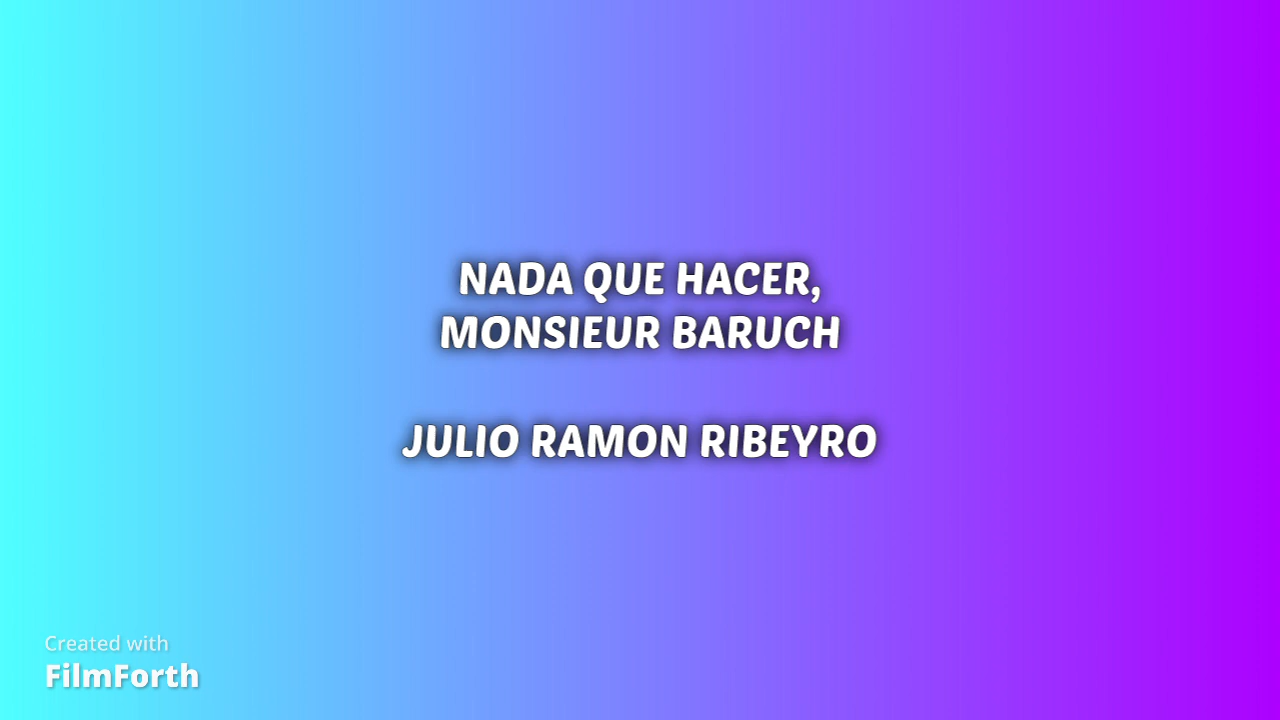 NADA QUE HACER,
MONSIEUR BARUCH
JULIO RAMON RIBEYRO
Created with
FilmForth